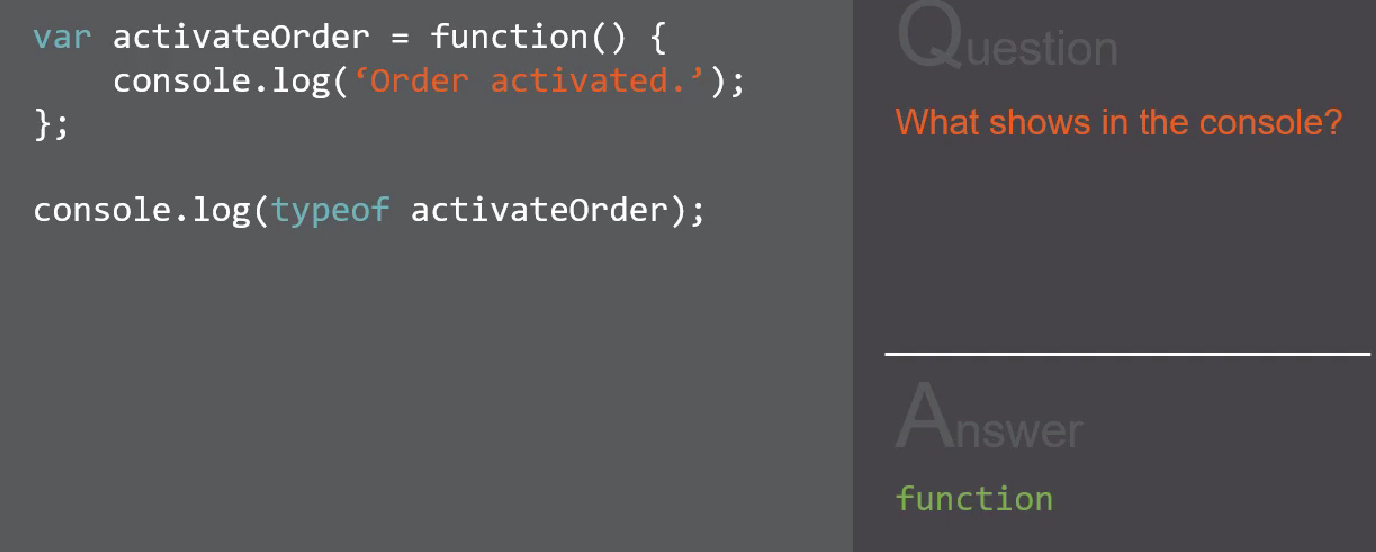 var activateOrder = function() {
    console.log(‘Order activated.’);
};
console.log(typeof activateOrder);
Question
What shows in the console?
Answer
function